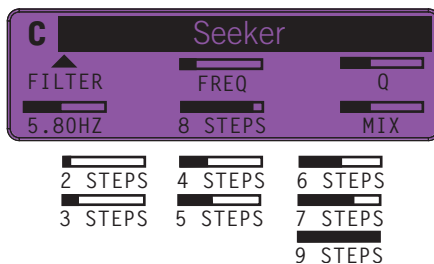 C Seeker
FILTER FREQ Q
5.80HZ 8 STEPS MIX
2 STEPS 4 STEPS 6 STEPS
3 STEPS 5 STEPS 7 STEPS
9 STEPS